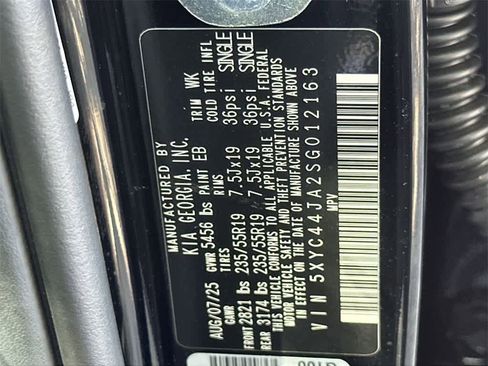 MANUFACTURED BY
KIA GEORGIA, INC.
AUG/07/25 GVWR 5456 lbs PAINT EB TRIM WK
GAWR TIRES RIMS COLD TIRE INFL
FRONT 2821 lbs 235/55R19 7.5Jx19 36psi SINGLE
REAR 3174 lbs 235/55R19 7.5Jx19 36psi SINGLE
THIS VEHICLE CONFORMS TO ALL APPLICABLE U.S.A. FEDERAL
MOTOR VEHICLE SAFETY AND THEFT PREVENTION STANDARDS
IN EFFECT ON THE DATE OF MANUFACTURE SHOWN ABOVE
VIN 5XYC44JA2SG012163
MPV